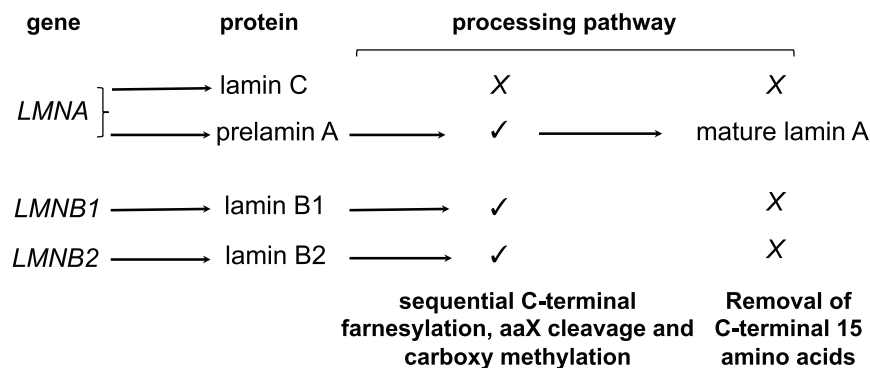 gene protein processing pathway
lamin C X X
LMNA
prelamin A ✓ mature lamin A
LMNB1 lamin B1 ✓ X
LMNB2 lamin B2 ✓ X
sequential C-terminal Removal of
farnesylation, aaX cleavage and C-terminal 15
carboxy methylation amino acids